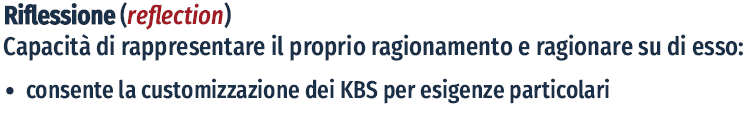 Riflessione (reflection)
Capacità di rappresentare il proprio ragionamento e ragionare su di esso:
• consente la customizzazione dei KBS per esigenze particolari